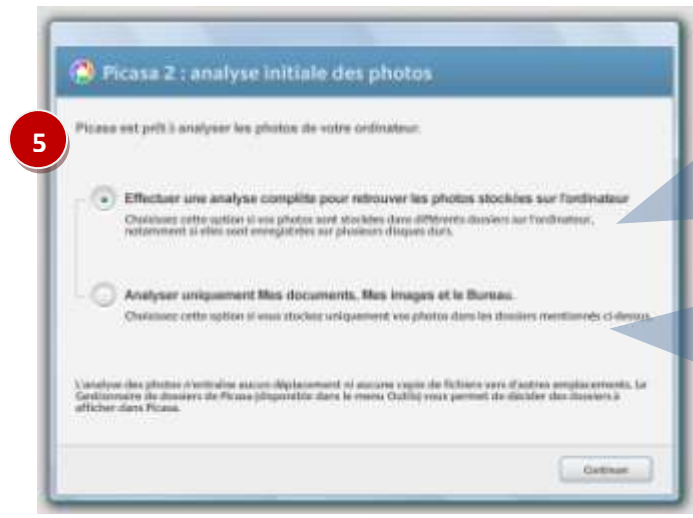 Picasa 2 : analyse initiale des photos
5
Picasa est prêt à analyser les photos de votre ordinateur.
Effectuer une analyse complète pour retrouver les photos stockées sur l'ordinateur
Choisissez cette option si vos photos sont stockées dans différents dossiers sur l'ordinateur,
notamment si elles sont enregistrées sur plusieurs disques durs.
Analyser uniquement Mes documents, Mes images et le Bureau.
Choisissez cette option si vous stockez uniquement vos photos dans les dossiers mentionnés ci-dessus.
L'analyse des photos n'entraîne aucun déplacement ni aucune copie de fichiers vers d'autres emplacements. Le
Gestionnaire de dossiers de Picasa (disponible dans le menu Outils) vous permet de décider des dossiers à
afficher dans Picasa.
Continuer